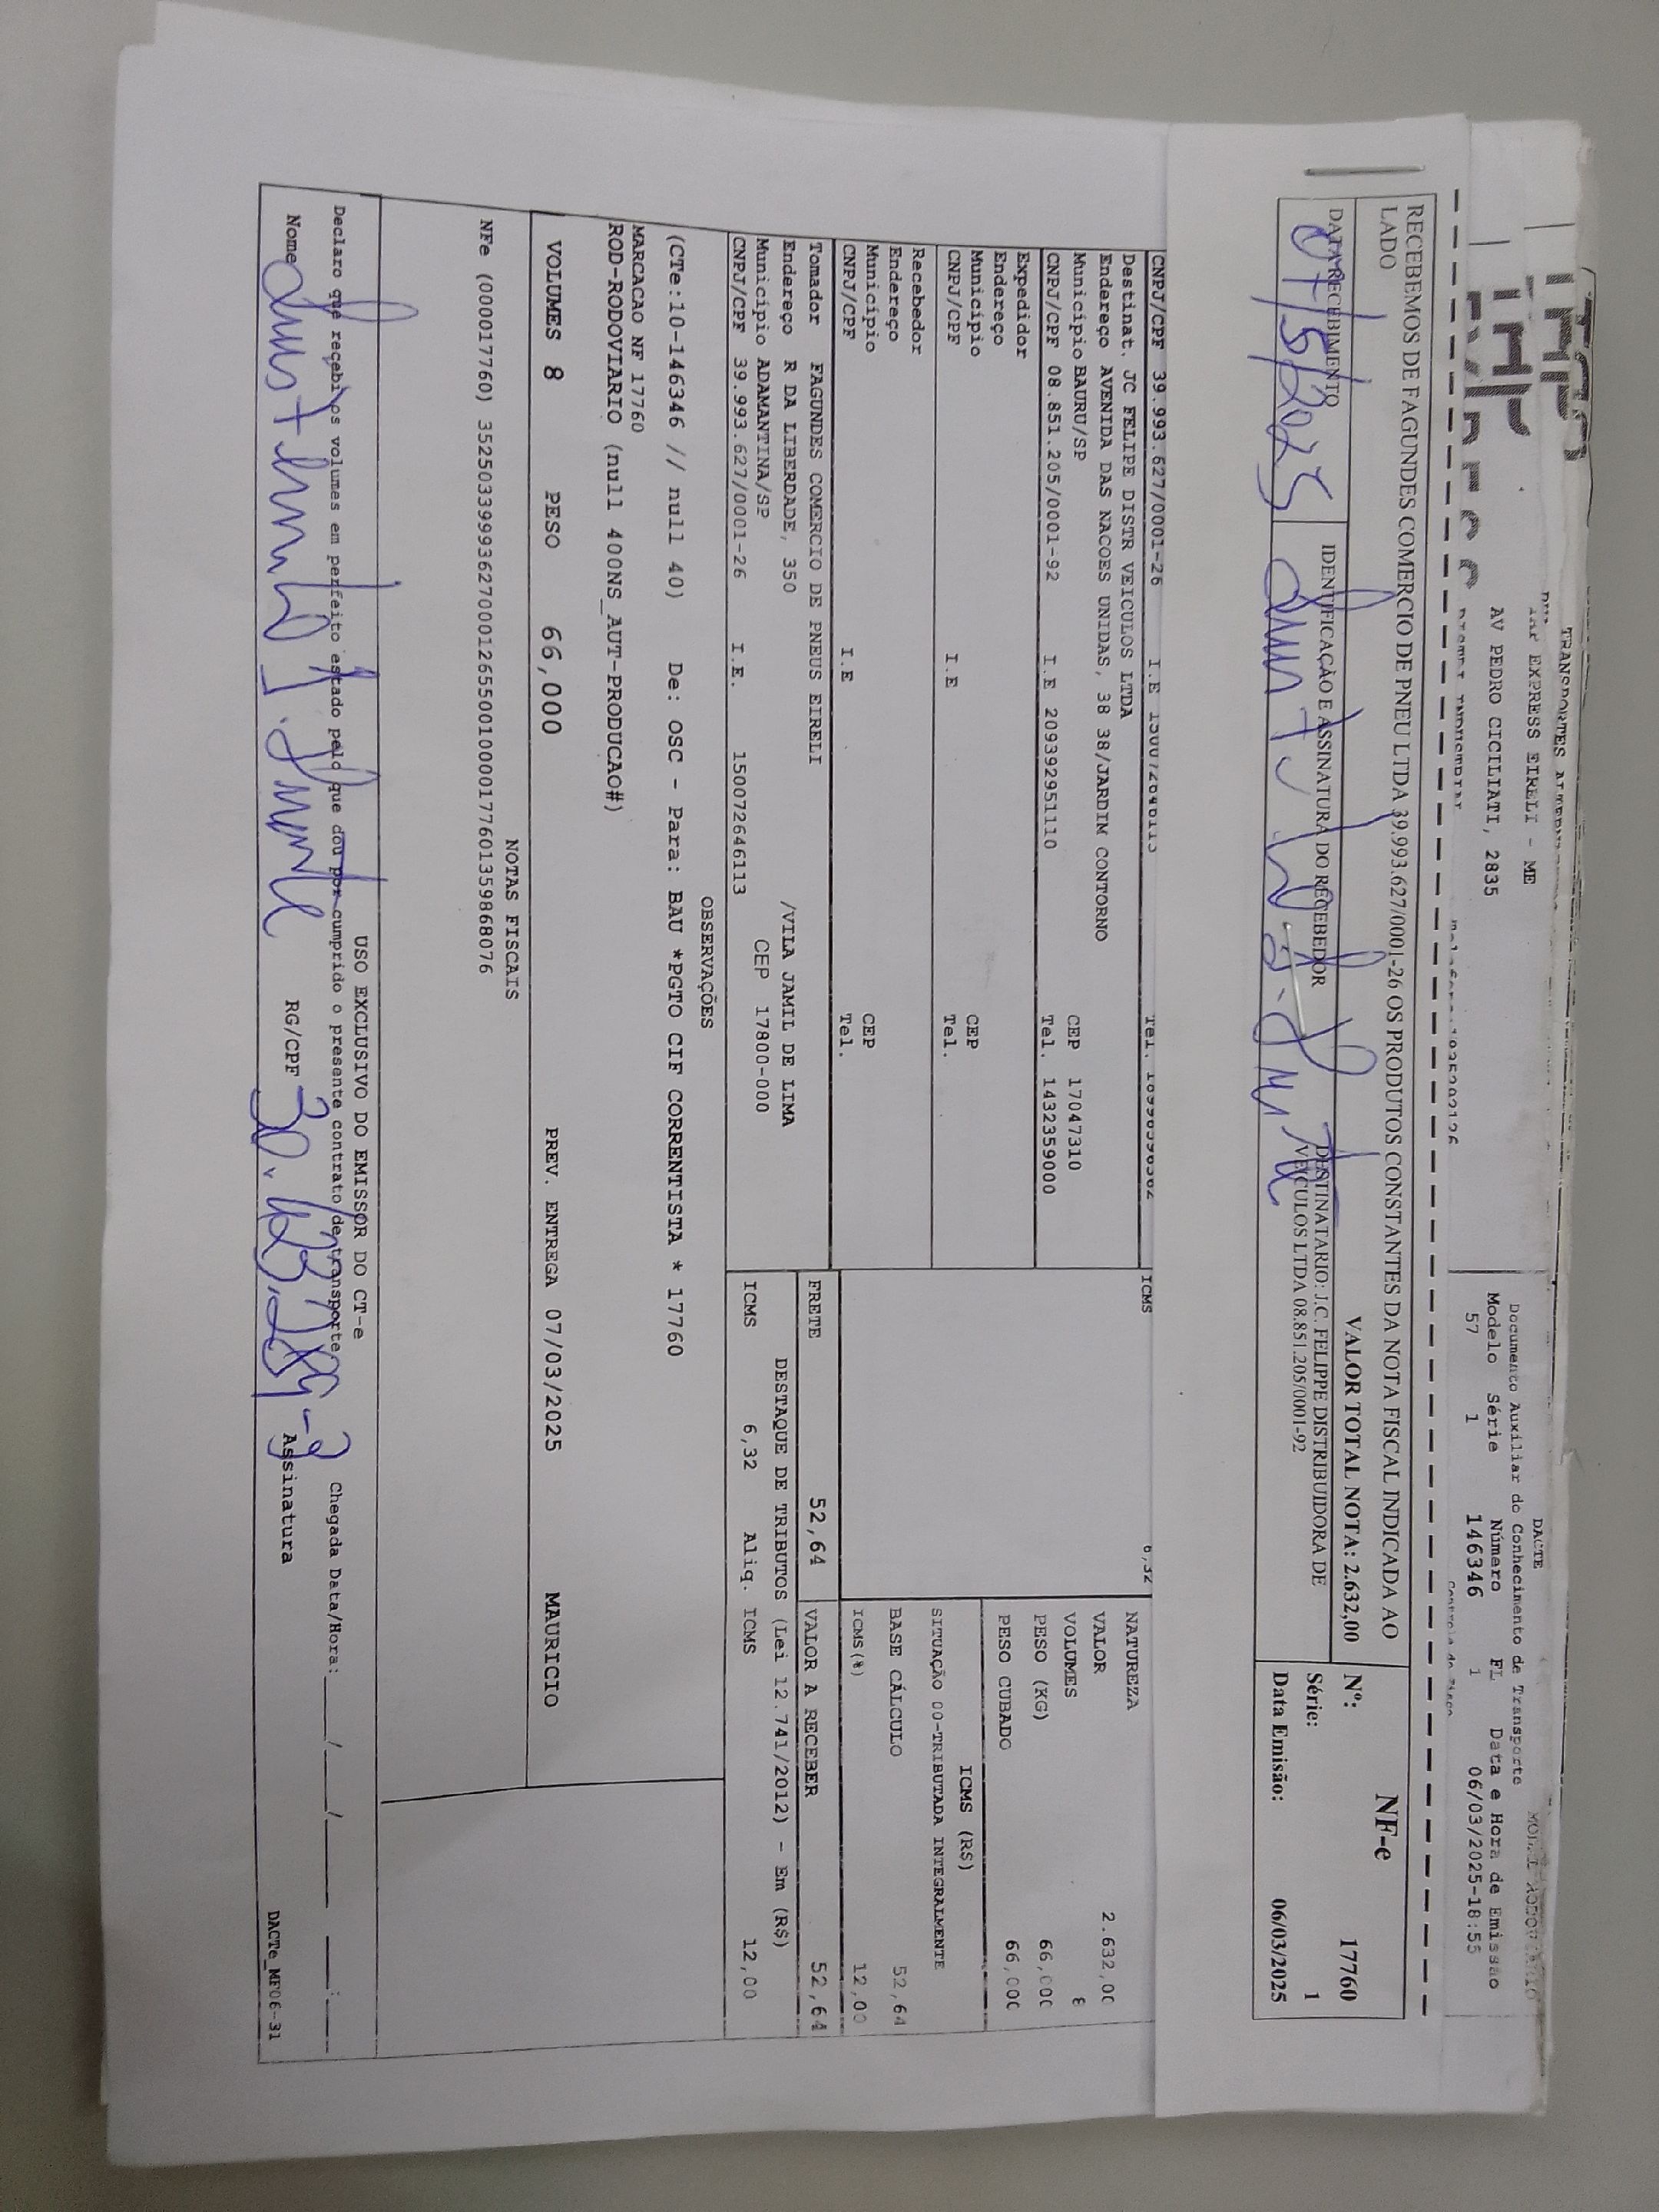 TRANSPORTES
EXPRESS EIRELI - ME
AV PEDRO CICILIATI, 2835
DACTE
Documento Auxiliar do Conhecimento de Transporte
Modelo Série Número FL Data e Hora de Emissão
57 1 146346 1 06/03/2025-18:55
RECEBEMOS DE FAGUNDES COMERCIO DE PNEU LTDA 39.993.627/0001-26 OS PRODUTOS CONSTANTES DA NOTA FISCAL INDICADA AO
LADO
VALOR TOTAL NOTA: 2.632,00
NF-e
Nº: 17760
Série: 1
Data Emissão: 06/03/2025
DATA RECEBIMENTO
IDENTIFICAÇÃO E ASSINATURA DO RECEBEDOR
DESTINATARIO: J.C. FELIPPE DISTRIBUIDORA DE
VEICULOS LTDA 08.851.205/0001-92
CNPJ/CPF 39.993.627/0001-26 I.E 150072646113
ICMS 6,32
Destinat. JC FELIPE DISTR VEICULOS LTDA
Endereço AVENIDA DAS NACOES UNIDAS, 38 38/JARDIM CONTORNO
Município BAURU/SP CEP 17047310
CNPJ/CPF 08.851.205/0001-92 I.E 209392951110 Tel. 1432359000
Expedidor
Endereço
Município CEP
CNPJ/CPF I.E Tel.
Recebedor
Endereço
Município CEP
CNPJ/CPF I.E Tel.
NATUREZA
VALOR 2.632,00
VOLUMES 8
PESO (KG) 66,000
PESO CUBADO 66,000
ICMS (R$)
SITUAÇÃO 00-TRIBUTADA INTEGRALMENTE
BASE CÁLCULO 52,64
ICMS(%) 12,00
Tomador FAGUNDES COMERCIO DE PNEUS EIRELI
Endereço R DA LIBERDADE, 350 /VILA JAMIL DE LIMA
Município ADAMANTINA/SP CEP 17800-000
CNPJ/CPF 39.993.627/0001-26 I.E. 150072646113
FRETE 52,64 VALOR A RECEBER 52,64
DESTAQUE DE TRIBUTOS (Lei 12.741/2012) - Em (R$)
ICMS 6,32 Aliq. ICMS 12,00
OBSERVAÇÕES
(CTe:10-146346 // null 40) De: OSC - Para: BAU *PGTO CIF CORRENTISTA * 17760
MARCACAO NF 17760
ROD-RODOVIARIO (null 400NS_AUT-PRODUCAO#)
VOLUMES 8 PESO 66,000 PREV. ENTREGA 07/03/2025 MAURICIO
NOTAS FISCAIS
NFe (000017760) 35250339993627000126550010000177601359868076
USO EXCLUSIVO DO EMISSOR DO CT-e
Declaro que recebi os volumes em perfeito estado pelo que dou por cumprido o presente contrato de transporte
Chegada Data/Hora: ____/____/____ ____:____
Nome RG/CPF Assinatura
DACTe_MF06-31